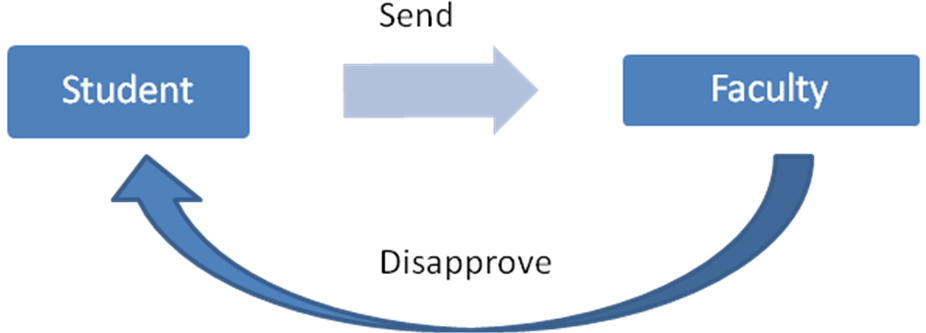 Send
Student
Faculty
Disapprove